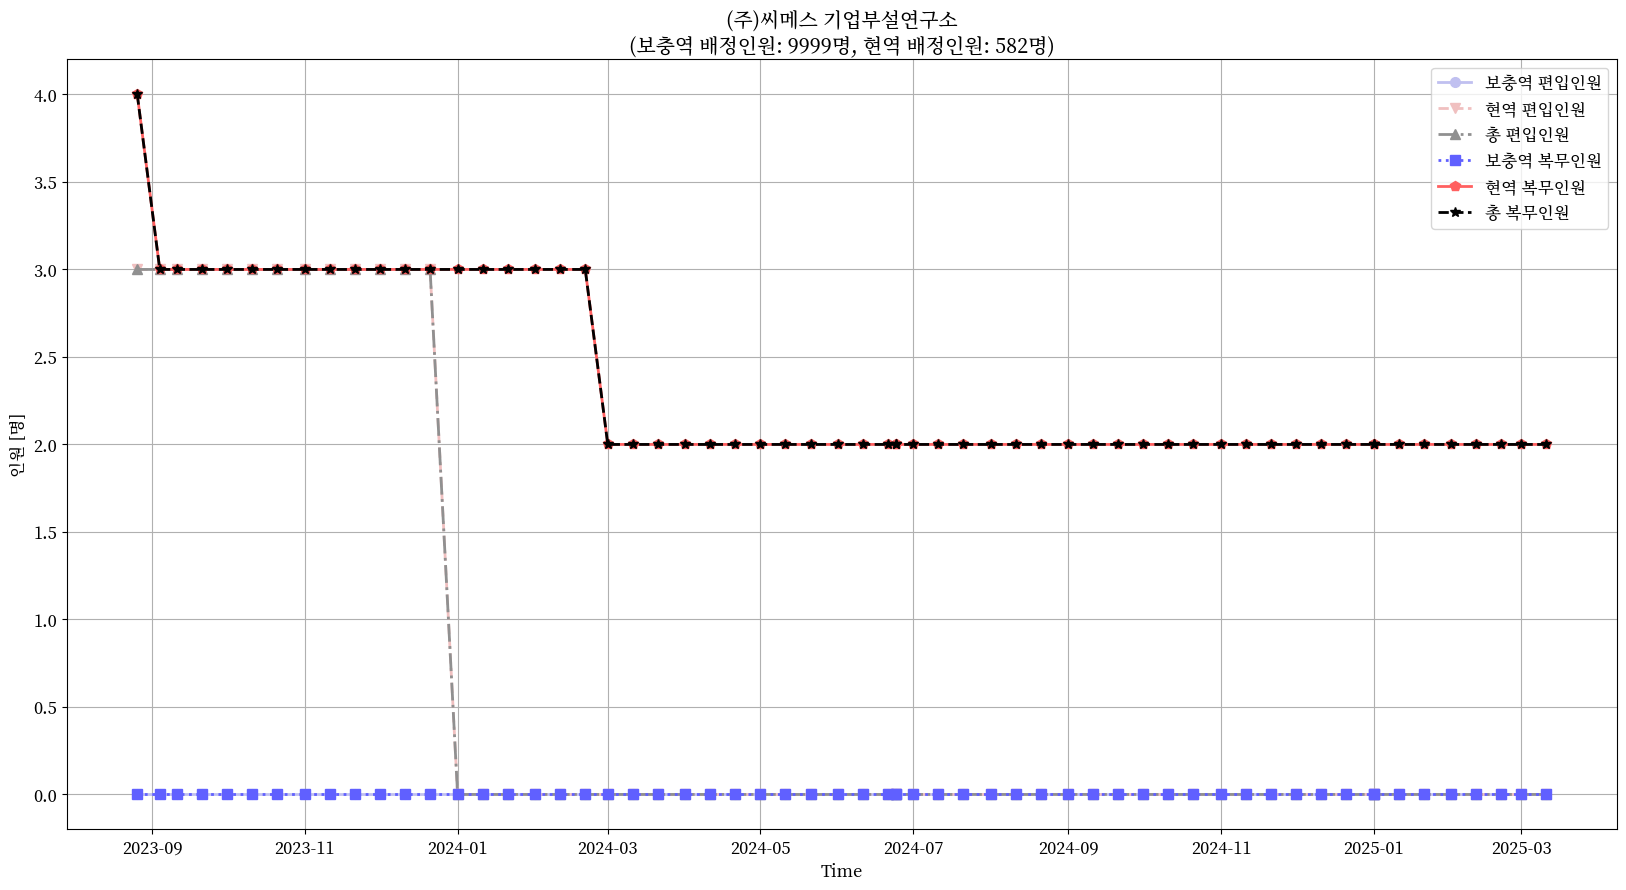 (주)씨메스 기업부설연구소
(보충역 배정인원: 9999명, 현역 배정인원: 582명)
보충역 편입인원
현역 편입인원
총 편입인원
보충역 복무인원
현역 복무인원
총 복무인원
4.0
3.5
3.0
2.5
2.0
1.5
1.0
0.5
0.0
인원 [명]
2023-09 2023-11 2024-01 2024-03 2024-05 2024-07 2024-09 2024-11 2025-01 2025-03
Time